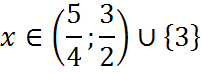 x ∈ (5/4; 3/2) ∪ {3}